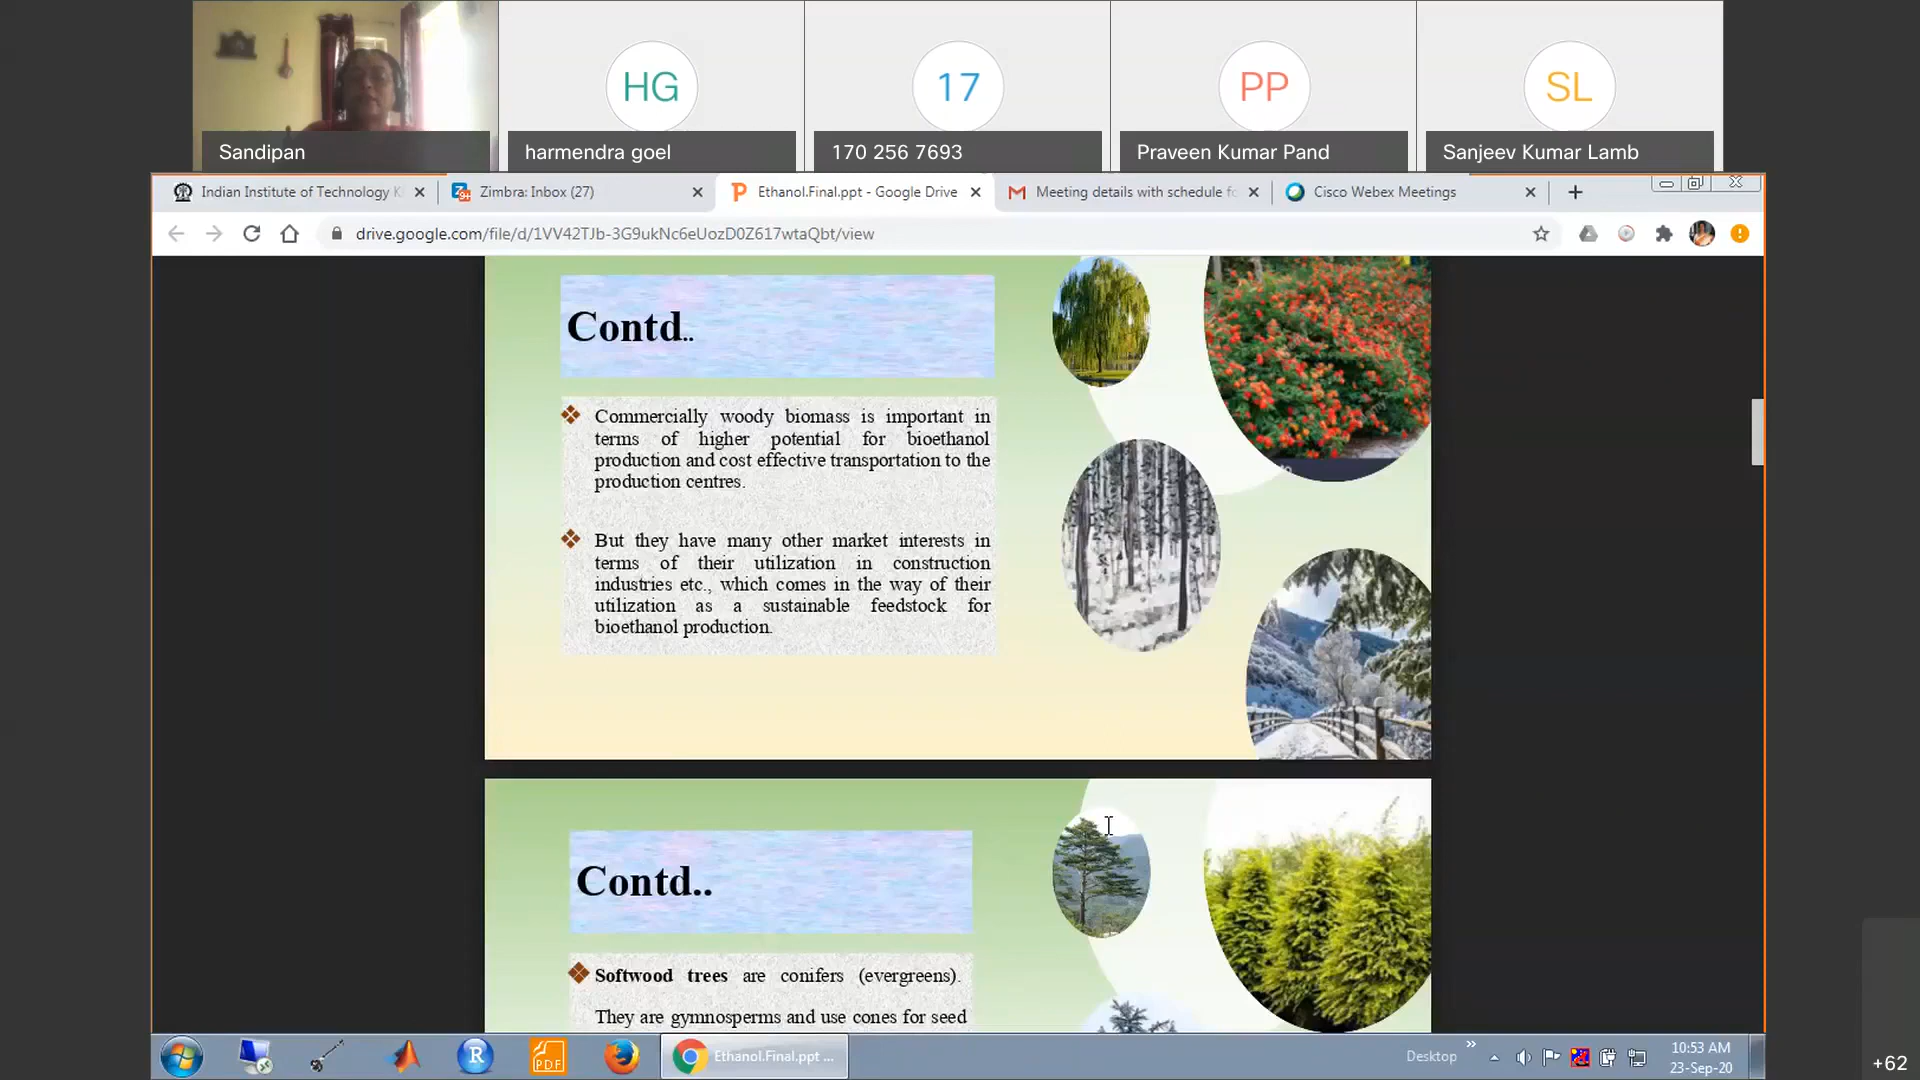 HG
17
PP
SL
Sandipan
harmendra goel
170 256 7693
Praveen Kumar Pand
Sanjeev Kumar Lamb
Indian Institute of Technology K
Zimbra: Inbox (27)
Ethanol.Final.ppt - Google Drive
Meeting details with schedule fo
Cisco Webex Meetings
drive.google.com/file/d/1VV42TJb-3G9ukNc6eUozD0Z617wtaQbt/view
Contd..
Commercially woody biomass is important in
terms of higher potential for bioethanol
production and cost effective transportation to the
production centres.
But they have many other market interests in
terms of their utilization in construction
industries etc., which comes in the way of their
utilization as a sustainable feedstock for
bioethanol production.
Contd..
Softwood trees are conifers (evergreens).
They are gymnosperms and use cones for seed
PDF
Ethanol.Final.ppt ...
Desktop
10:53 AM
23-Sep-20
+62